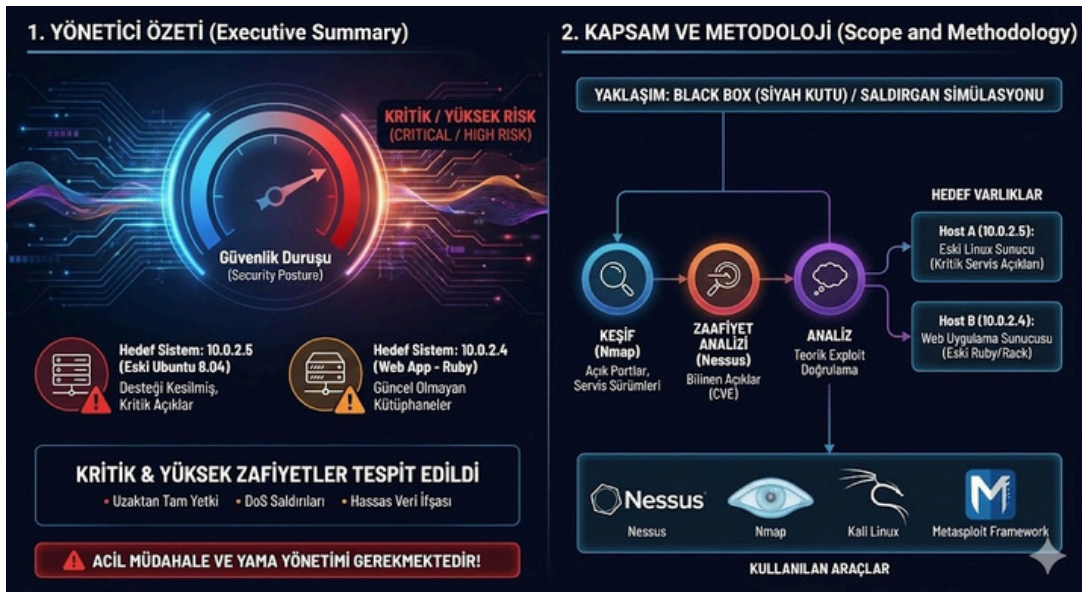 1. YÖNETİCİ ÖZETİ (Executive Summary)
KRİTİK / YÜKSEK RİSK
(CRITICAL / HIGH RISK)
Güvenlik Duruşu
(Security Posture)
Hedef Sistem: 10.0.2.5
(Eski Ubuntu 8.04)
Desteği Kesilmiş,
Kritik Açıklar
Hedef Sistem: 10.0.2.4
(Web App - Ruby)
Güncel Olmayan
Kütüphaneler
KRİTİK & YÜKSEK ZAFİYETLER TESPİT EDİLDİ
• Uzaktan Tam Yetki • DoS Saldırıları • Hassas Veri İfşası
ACİL MÜDAHALE VE YAMA YÖNETİMİ GEREKMEKTEDİR!
2. KAPSAM VE METODOLOJİ (Scope and Methodology)
YAKLAŞIM: BLACK BOX (SİYAH KUTU) / SALDIRGAN SİMÜLASYONU
KEŞİF
(Nmap)
Açık Portlar,
Servis Sürümleri
ZAAFİYET
ANALİZİ
(Nessus)
Bilinen Açıklar
(CVE)
ANALİZ
Teorik Exploit
Doğrulama
HEDEF VARLIKLAR
Host A (10.0.2.5):
Eski Linux Sunucu
(Kritik Servis Açıkları)
Host B (10.0.2.4):
Web Uygulama Sunucusu
(Eski Ruby/Rack)
Nessus
Nessus
Nmap
Kali Linux
M
Metasploit Framework
KULLANILAN ARAÇLAR